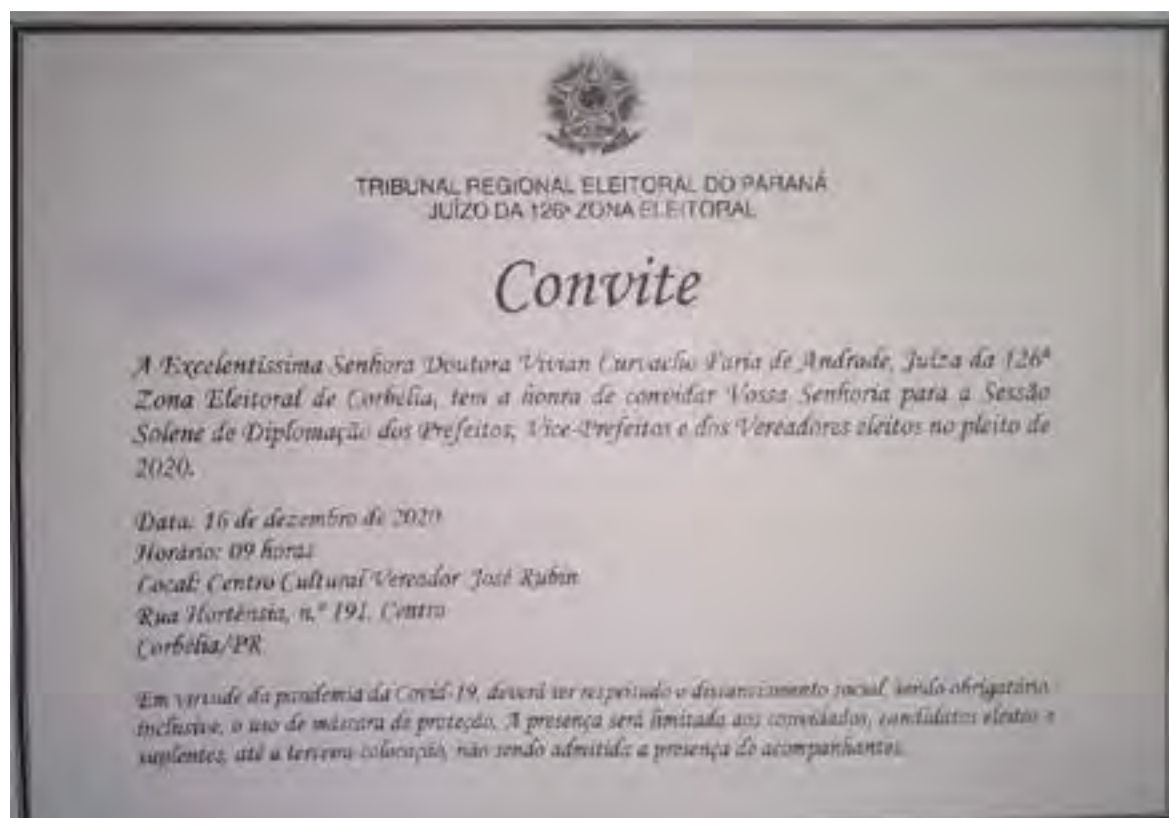 TRIBUNAL REGIONAL ELEITORAL DO PARANÁ
JUÍZO DA 126ª ZONA ELEITORAL
Convite
A Excelentíssima Senhora Doutora Vivian Curvacho Faria de Andrade, Juíza da 126ª
Zona Eleitoral de Corbélia, tem a honra de convidar Vossa Senhoria para a Sessão
Solene de Diplomação dos Prefeitos, Vice-Prefeitos e dos Vereadores eleitos no pleito de
2020.
Data: 16 de dezembro de 2020
Horário: 09 horas
Local: Centro Cultural Vereador José Rubin
Rua Hortênsia, n.º 191, Centro
Corbélia/PR
Em virtude da pandemia da Covid-19, deverá ser respeitado o distanciamento social, sendo obrigatório,
inclusive, o uso de máscara de proteção. A presença será limitada aos convidados, candidatos eleitos e
suplentes, até a terceira colocação, não sendo admitida a presença de acompanhantes.